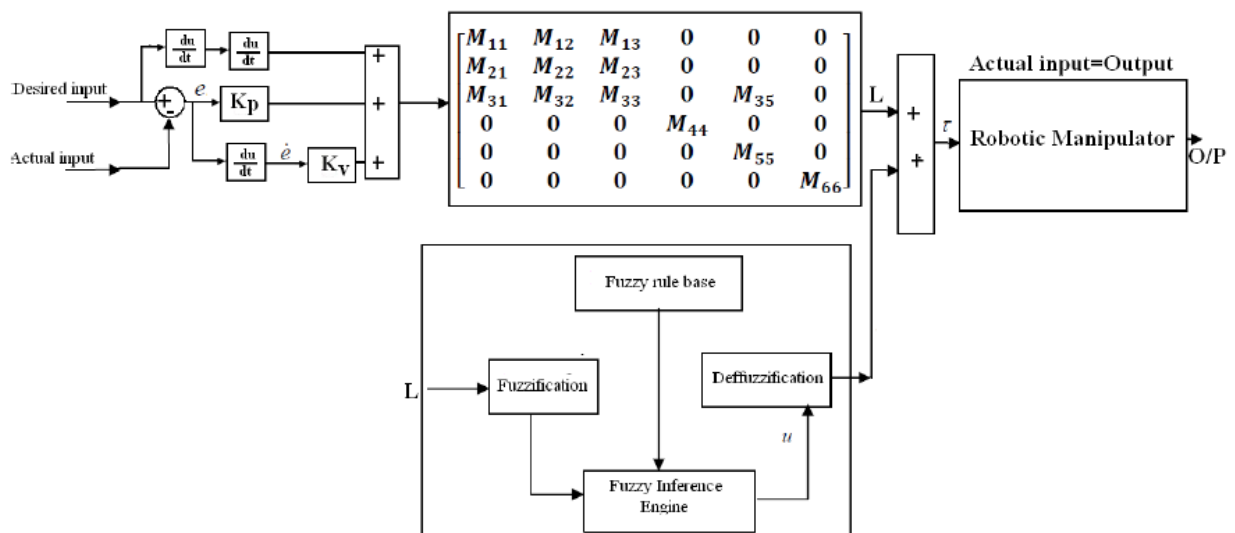 du
dt
du
dt
+
Desired input
+
-
e
Kp
+
Actual input
du
dt
ė
Kv
+
M11 M12 M13 0 0 0
M21 M22 M23 0 0 0
M31 M32 M33 0 M35 0
0 0 0 M44 0 0
0 0 0 0 M55 0
0 0 0 0 0 M66
L
+
+
τ
Actual input=Output
Robotic Manipulator
O/P
Fuzzy rule base
L
Fuzzification
Deffuzzification
u
Fuzzy Inference
Engine